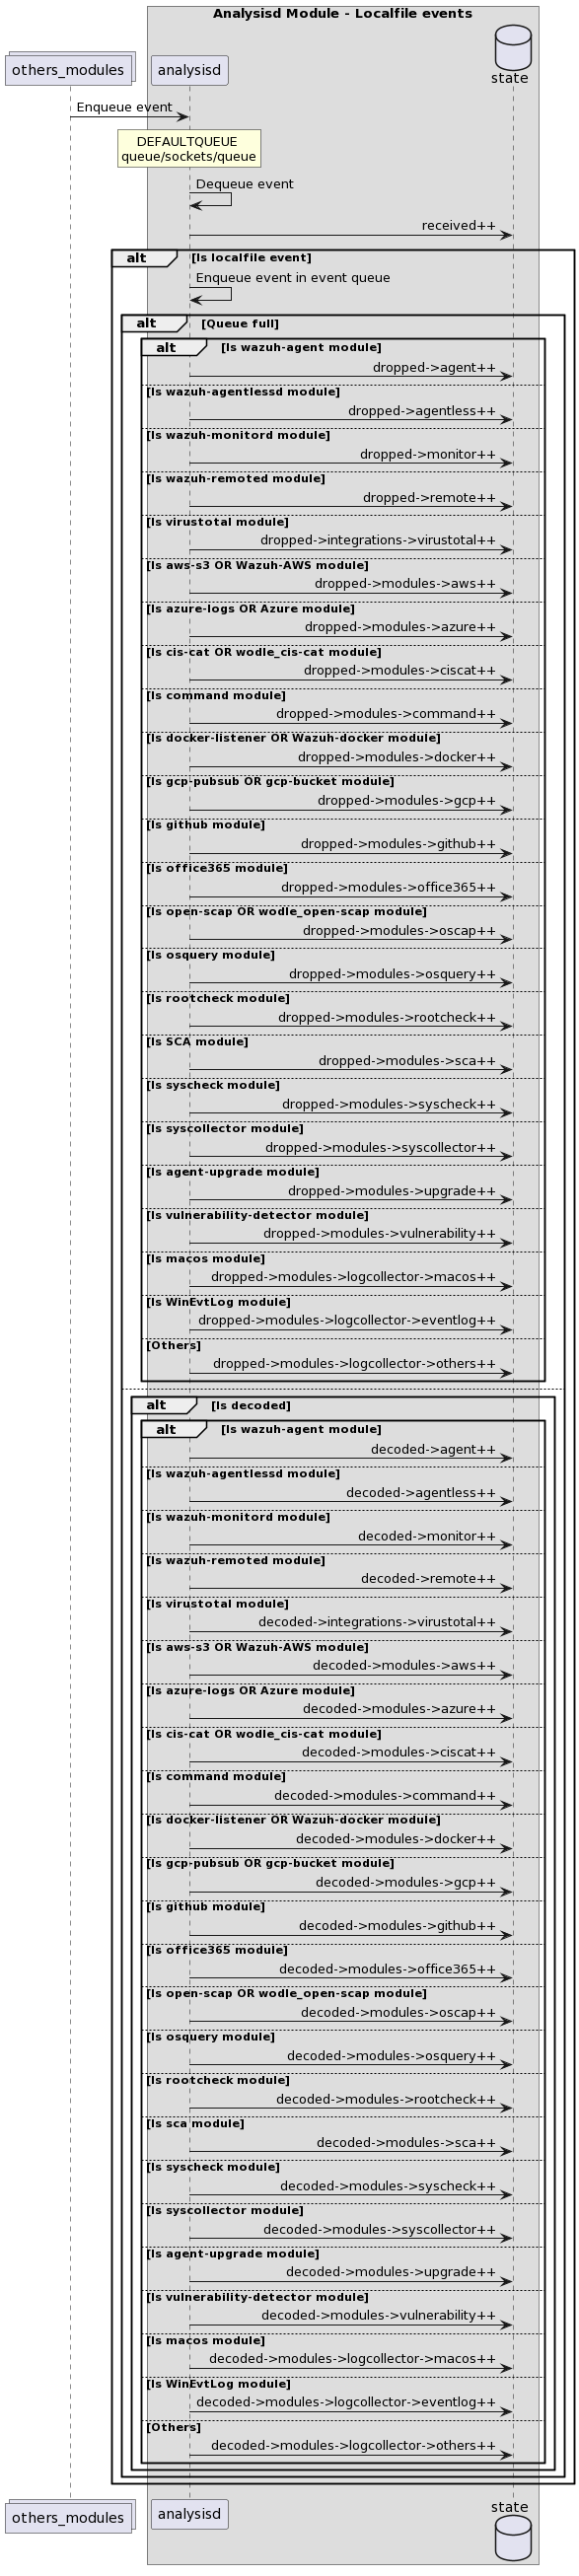 Analysisd Module - Localfile events
others_modules
analysisd
state
Enqueue event
DEFAULTQUEUE
queue/sockets/queue
Dequeue event
received++
alt [Is localfile event]
Enqueue event in event queue
alt [Queue full]
alt [Is wazuh-agent module]
dropped->agent++
[Is wazuh-agentlessd module]
dropped->agentless++
[Is wazuh-monitord module]
dropped->monitor++
[Is wazuh-remoted module]
dropped->remote++
[Is virustotal module]
dropped->integrations->virustotal++
[Is aws-s3 OR Wazuh-AWS module]
dropped->modules->aws++
[Is azure-logs OR Azure module]
dropped->modules->azure++
[Is cis-cat OR wodle_cis-cat module]
dropped->modules->ciscat++
[Is command module]
dropped->modules->command++
[Is docker-listener OR Wazuh-docker module]
dropped->modules->docker++
[Is gcp-pubsub OR gcp-bucket module]
dropped->modules->gcp++
[Is github module]
dropped->modules->github++
[Is office365 module]
dropped->modules->office365++
[Is open-scap OR wodle_open-scap module]
dropped->modules->oscap++
[Is osquery module]
dropped->modules->osquery++
[Is rootcheck module]
dropped->modules->rootcheck++
[Is SCA module]
dropped->modules->sca++
[Is syscheck module]
dropped->modules->syscheck++
[Is syscollector module]
dropped->modules->syscollector++
[Is agent-upgrade module]
dropped->modules->upgrade++
[Is vulnerability-detector module]
dropped->modules->vulnerability++
[Is macos module]
dropped->modules->logcollector->macos++
[Is WinEvtLog module]
dropped->modules->logcollector->eventlog++
[Others]
dropped->modules->logcollector->others++
alt [Is decoded]
alt [Is wazuh-agent module]
decoded->agent++
[Is wazuh-agentlessd module]
decoded->agentless++
[Is wazuh-monitord module]
decoded->monitor++
[Is wazuh-remoted module]
decoded->remote++
[Is virustotal module]
decoded->integrations->virustotal++
[Is aws-s3 OR Wazuh-AWS module]
decoded->modules->aws++
[Is azure-logs OR Azure module]
decoded->modules->azure++
[Is cis-cat OR wodle_cis-cat module]
decoded->modules->ciscat++
[Is command module]
decoded->modules->command++
[Is docker-listener OR Wazuh-docker module]
decoded->modules->docker++
[Is gcp-pubsub OR gcp-bucket module]
decoded->modules->gcp++
[Is github module]
decoded->modules->github++
[Is office365 module]
decoded->modules->office365++
[Is open-scap OR wodle_open-scap module]
decoded->modules->oscap++
[Is osquery module]
decoded->modules->osquery++
[Is rootcheck module]
decoded->modules->rootcheck++
[Is sca module]
decoded->modules->sca++
[Is syscheck module]
decoded->modules->syscheck++
[Is syscollector module]
decoded->modules->syscollector++
[Is agent-upgrade module]
decoded->modules->upgrade++
[Is vulnerability-detector module]
decoded->modules->vulnerability++
[Is macos module]
decoded->modules->logcollector->macos++
[Is WinEvtLog module]
decoded->modules->logcollector->eventlog++
[Others]
decoded->modules->logcollector->others++
others_modules
analysisd
state